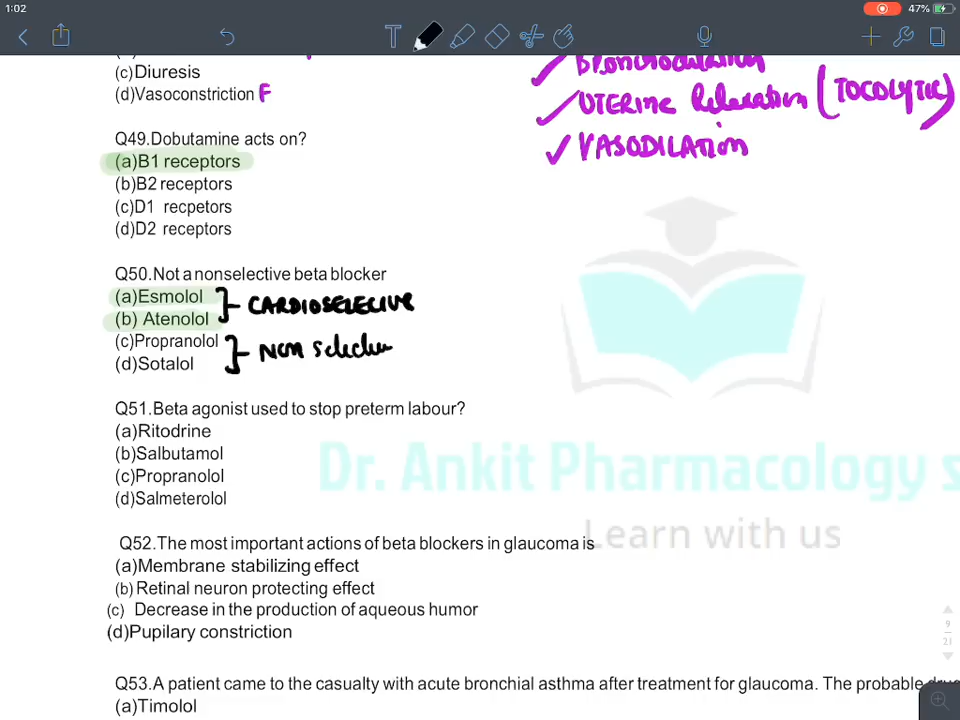 1:02
47%
(c)Diuresis
(d)Vasoconstriction F
Bronchodilation
UTERINE Relaxation (TOCOLYTIC)
VASODILATION
Q49.Dobutamine acts on?
(a)B1 receptors
(b)B2 receptors
(c)D1 recpetors
(d)D2 receptors
Q50.Not a nonselective beta blocker
(a)Esmolol
(b) Atenolol
CARDIOSELECIVE
(c)Propranolol
(d)Sotalol
NON
Q51.Beta agonist used to stop preterm labour?
(a)Ritodrine
(b)Salbutamol
(c)Propranolol
(d)Salmeterolol
Dr. Ankit Pharmacology s
Learn with us
Q52.The most important actions of beta blockers in glaucoma is
(a)Membrane stabilizing effect
(b) Retinal neuron protecting effect
(c) Decrease in the production of aqueous humor
(d)Pupilary constriction
9
21
Q53.A patient came to the casualty with acute bronchial asthma after treatment for glaucoma. The probable
(a)Timolol